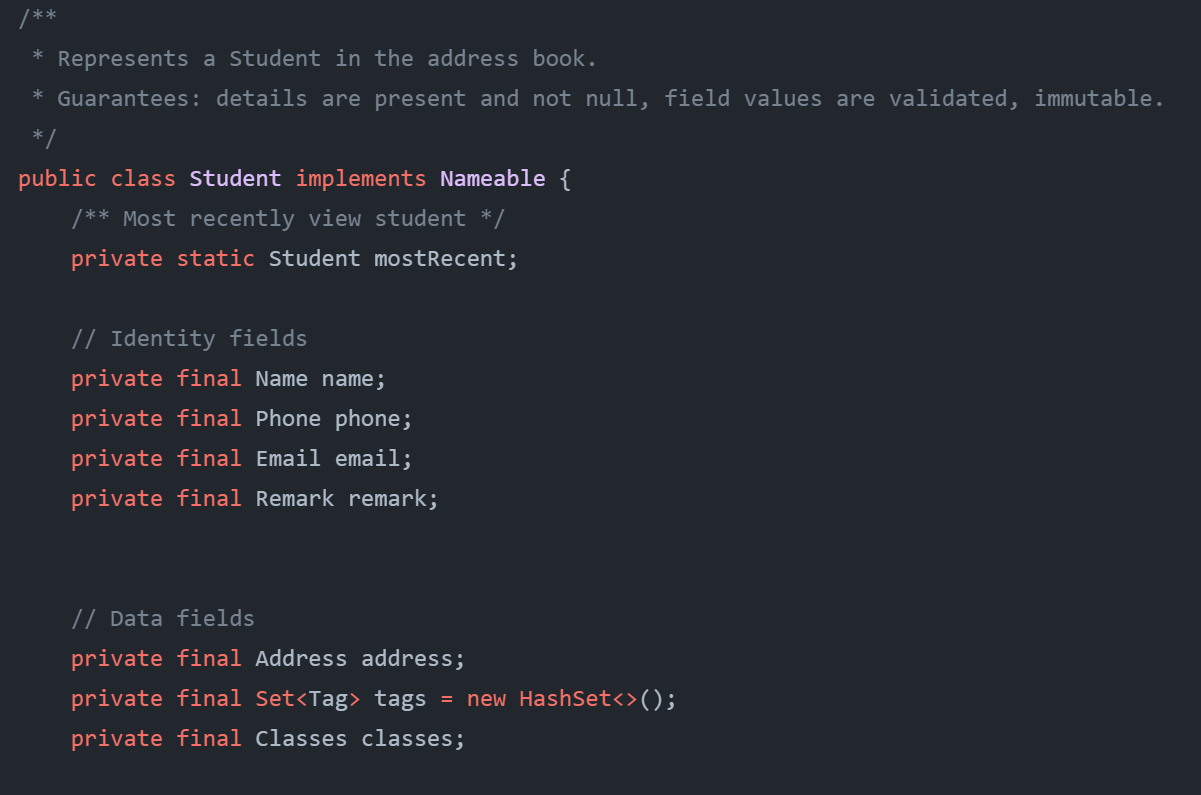 /**
 * Represents a Student in the address book.
 * Guarantees: details are present and not null, field values are validated, immutable.
 */
public class Student implements Nameable {
    /** Most recently view student */
    private static Student mostRecent;

    // Identity fields
    private final Name name;
    private final Phone phone;
    private final Email email;
    private final Remark remark;


    // Data fields
    private final Address address;
    private final Set<Tag> tags = new HashSet<>();
    private final Classes classes;